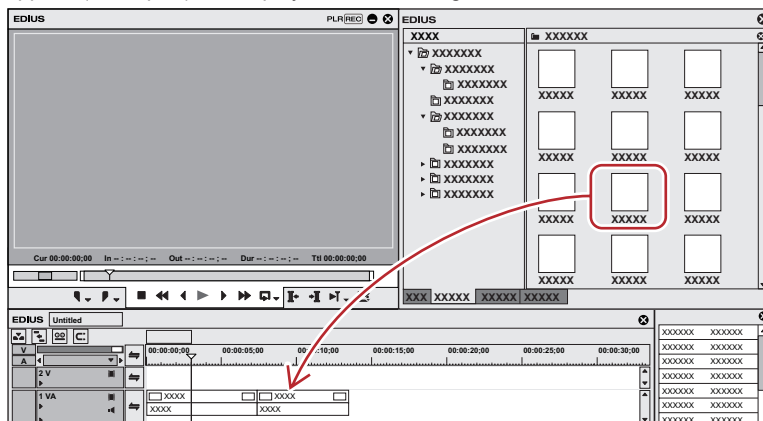 EDIUS PLR REC
EDIUS
XXXX
XXXXXX
XXXXXXX
XXXXXXX
XXXXXXX
XXXXXXX
XXXXXXX
XXXXXXX
XXXXXXX
XXXXXXX
XXXXXXX
XXXXXXX
XXXXX XXXXX XXXXX
XXXXX XXXXX XXXXX
XXXXX XXXXX XXXXX
XXXXX XXXXX XXXXX
Cur 00:00:00;00 In -- : -- : -- ; -- Out -- : -- : -- ; -- Dur -- : -- : -- ; -- Ttl 00:00:00;00
XXX XXXXX XXXXX XXXXX
EDIUS Untitled
V
A
00:00:00;00 00:00:05;00 00:00:10;00 00:00:15;00 00:00:20;00 00:00:25;00 00:00:30;00
2 V
1 VA
XXXX XXXX
XXXX XXXX
XXXXXX XXXXXX
XXXXXX XXXXXX
XXXXXX XXXXXX
XXXXXX XXXXXX
XXXXXX XXXXXX
XXXXXX XXXXXX
XXXXXX XXXXXX